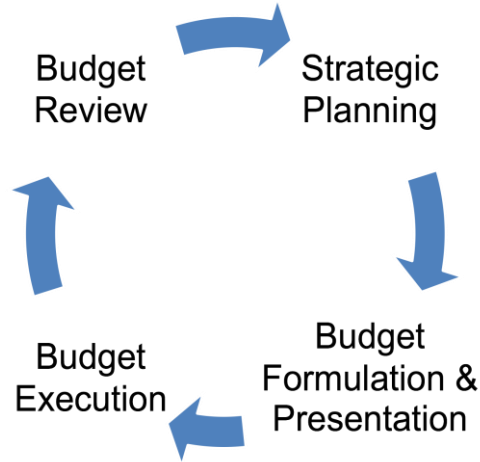 Budget
Review
Strategic
Planning
Budget
Formulation &
Presentation
Budget
Execution